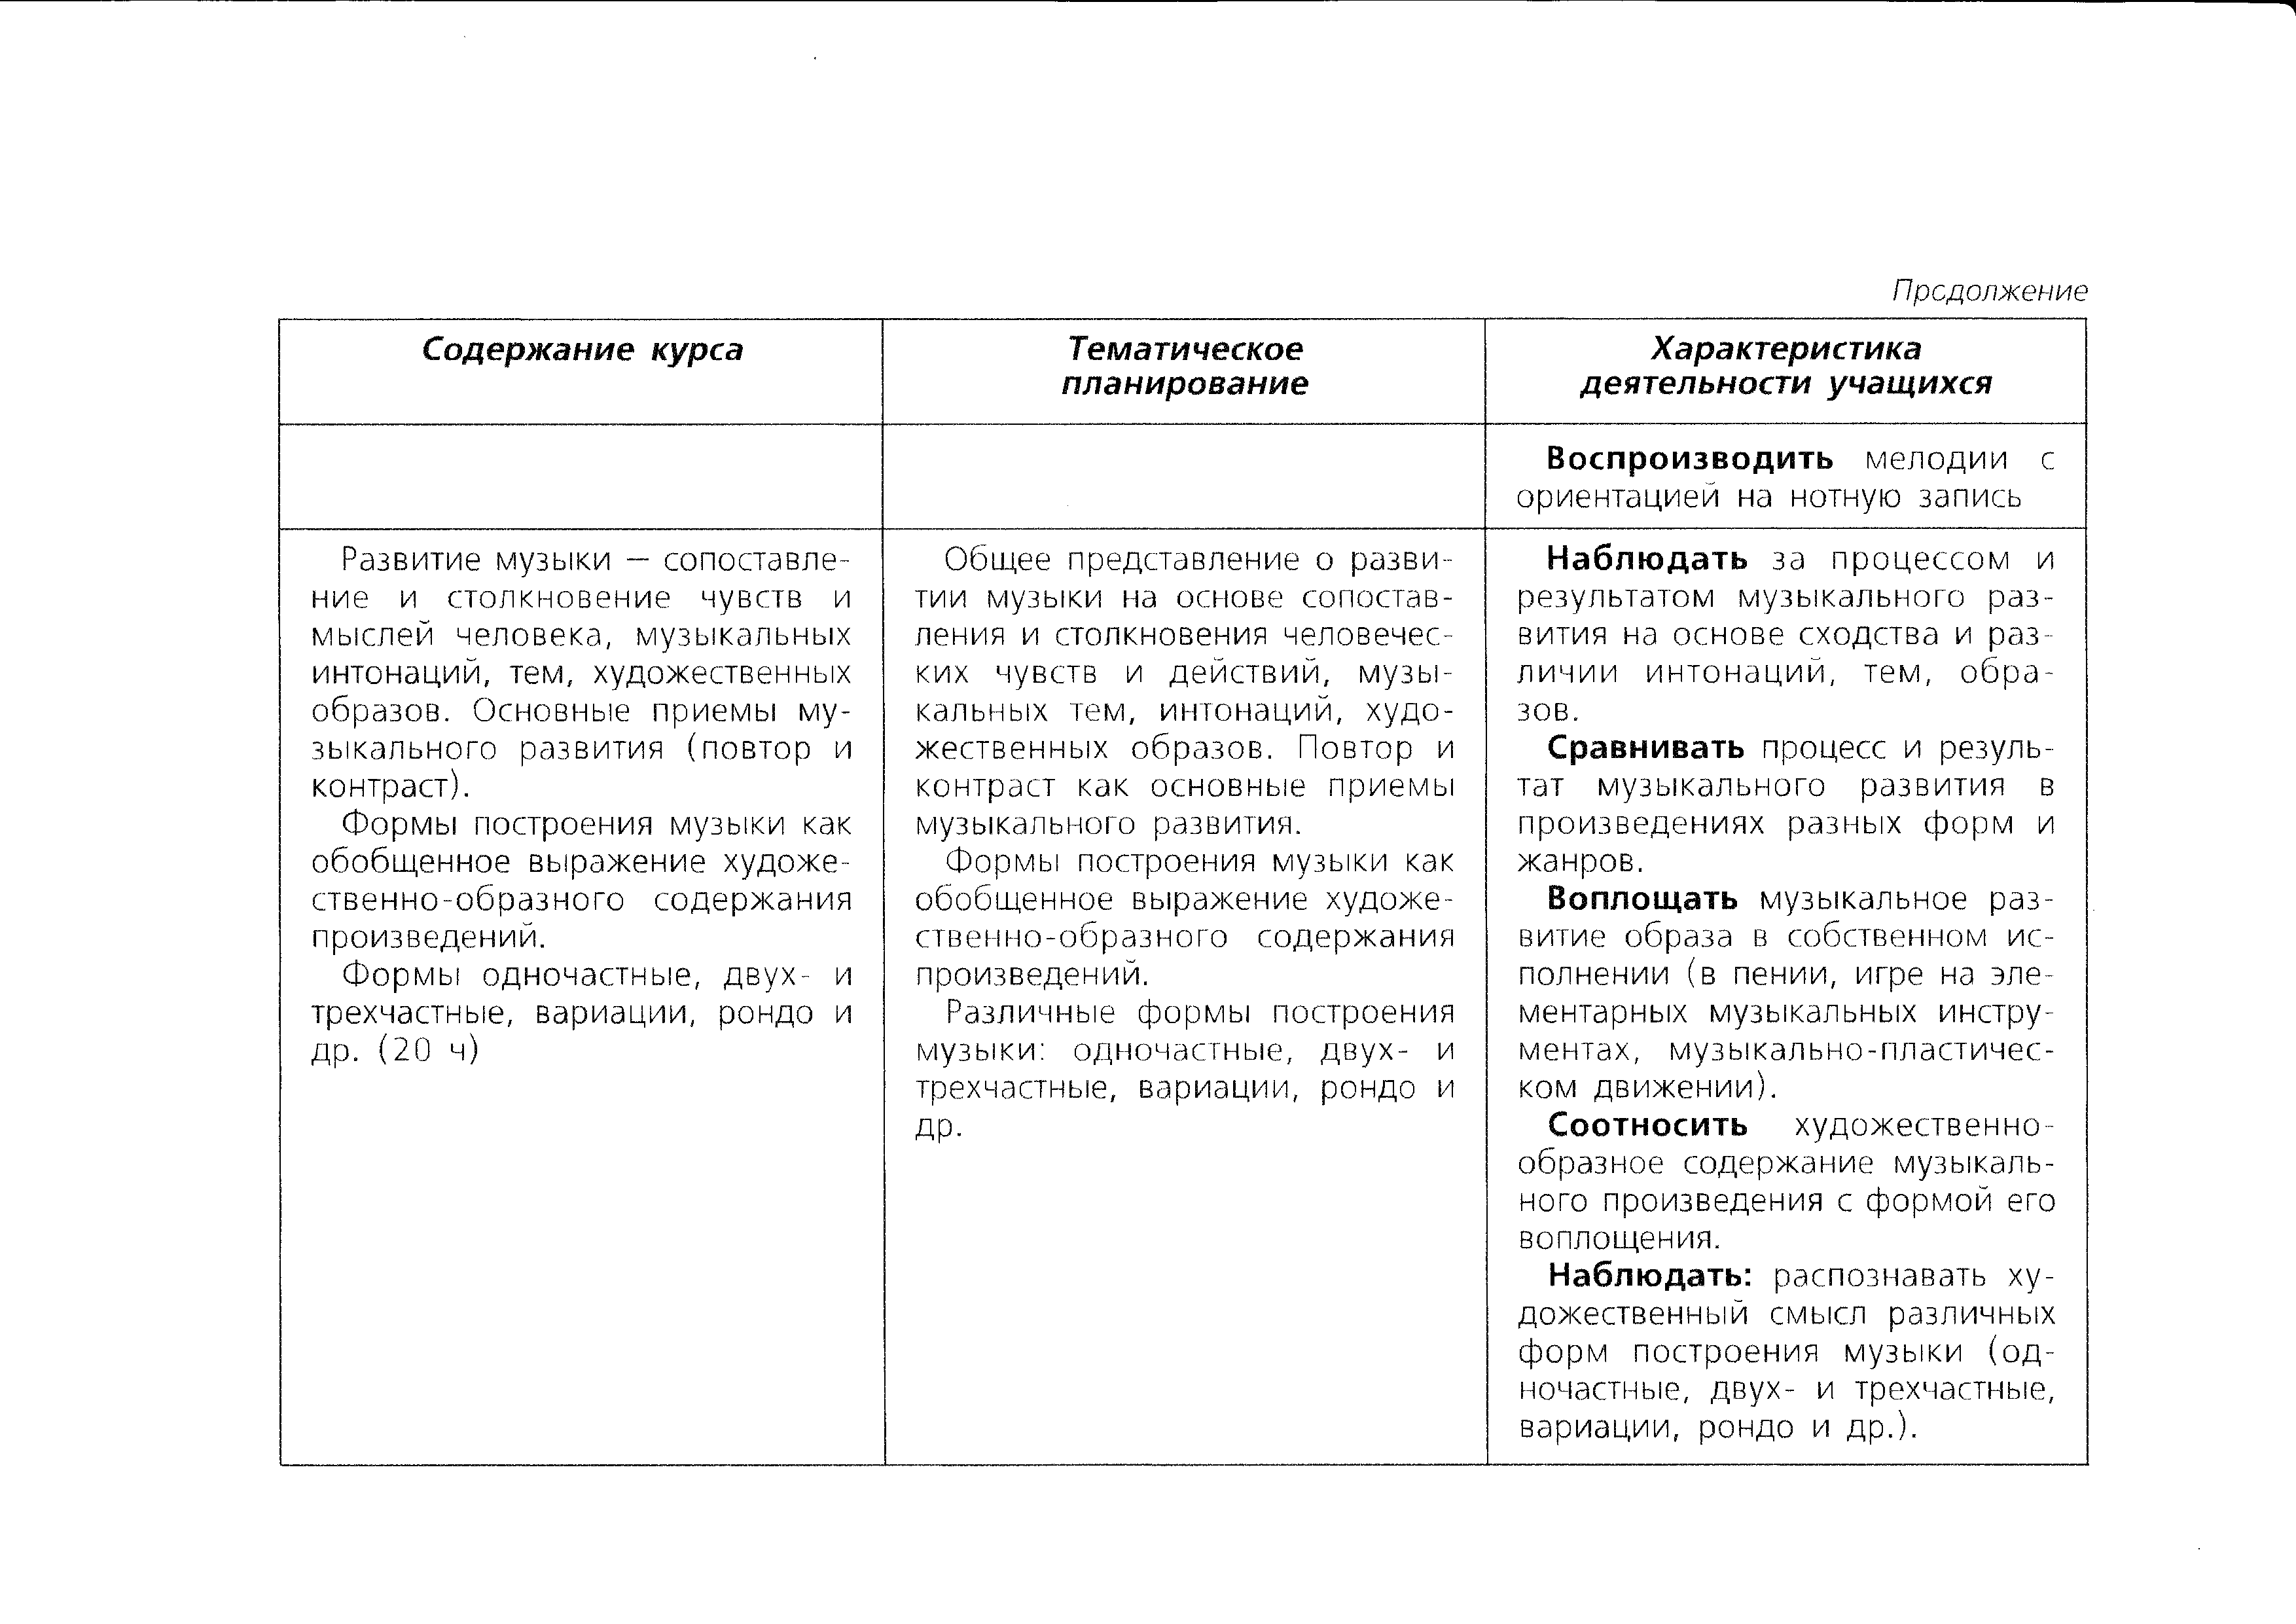 Продолжение
Содержание курса
Тематическое
планирование
Характеристика
деятельности учащихся
Воспроизводить мелодии с
ориентацией на нотную запись
Развитие музыки — сопоставле-
ние и столкновение чувств и
мыслей человека, музыкальных
интонаций, тем, художественных
образов. Основные приемы му-
зыкального развития (повтор и
контраст).
Формы построения музыки как
обобщенное выражение художе-
ственно-образного содержания
произведений.
Формы одночастные, двух- и
трехчастные, вариации, рондо и
др. (20 ч)
Общее представление о разви-
тии музыки на основе сопостав-
ления и столкновения человечес-
ких чувств и действий, музы-
кальных тем, интонаций, худо-
жественных образов. Повтор и
контраст как основные приемы
музыкального развития.
Формы построения музыки как
обобщенное выражение художе-
ственно-образного содержания
произведений.
Различные формы построения
музыки: одночастные, двух- и
трехчастные, вариации, рондо и
др.
Наблюдать за процессом и
результатом музыкального раз-
вития на основе сходства и раз-
личии интонаций, тем, обра-
зов.
Сравнивать процесс и резуль-
тат музыкального развития в
произведениях разных форм и
жанров.
Воплощать музыкальное раз-
витие образа в собственном ис-
полнении (в пении, игре на эле-
ментарных музыкальных инстру-
ментах, музыкально-пластичес-
ком движении).
Соотносить художественно-
образное содержание музыкаль-
ного произведения с формой его
воплощения.
Наблюдать: распознавать ху-
дожественный смысл различных
форм построения музыки (од-
ночастные, двух- и трехчастные,
вариации, рондо и др.).